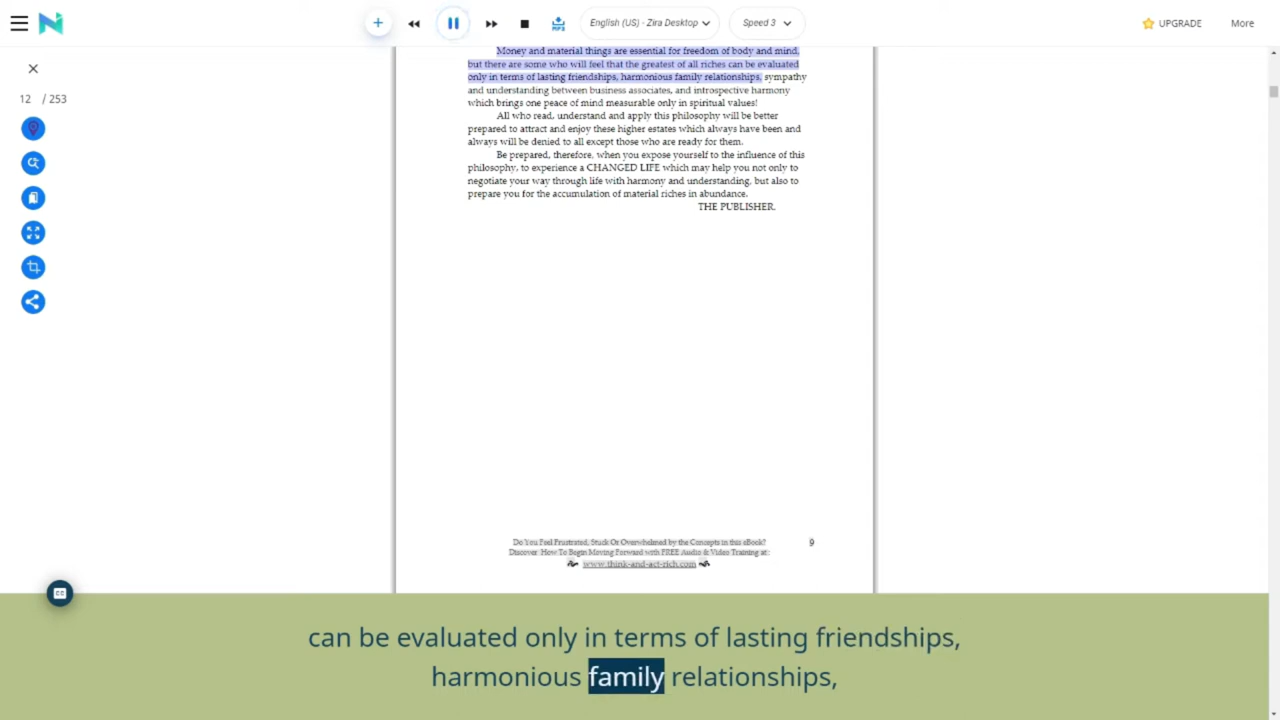 English (US) - Zira Desktop
Speed 3
UPGRADE
More
MP3
12 / 253
Money and material things are essential for freedom of body and mind,
but there are some who will feel that the greatest of all riches can be evaluated
only in terms of lasting friendships, harmonious family relationships, sympathy
and understanding between business associates, and introspective harmony
which brings one peace of mind measurable only in spiritual values!
All who read, understand and apply this philosophy will be better
prepared to attract and enjoy these higher estates which always have been and
always will be denied to all except those who are ready for them.
Be prepared, therefore, when you expose yourself to the influence of this
philosophy, to experience a CHANGED LIFE which may help you not only to
negotiate your way through life with harmony and understanding, but also to
prepare you for the accumulation of material riches in abundance.
THE PUBLISHER.
Do You Feel Frustrated, Stuck Or Overwhelmed by the Concepts in this eBook?
Discover How To Begin Moving Forward with FREE Audio & Video Training at:
www.think-and-act-rich.com
9
CC
can be evaluated only in terms of lasting friendships,
harmonious family relationships,